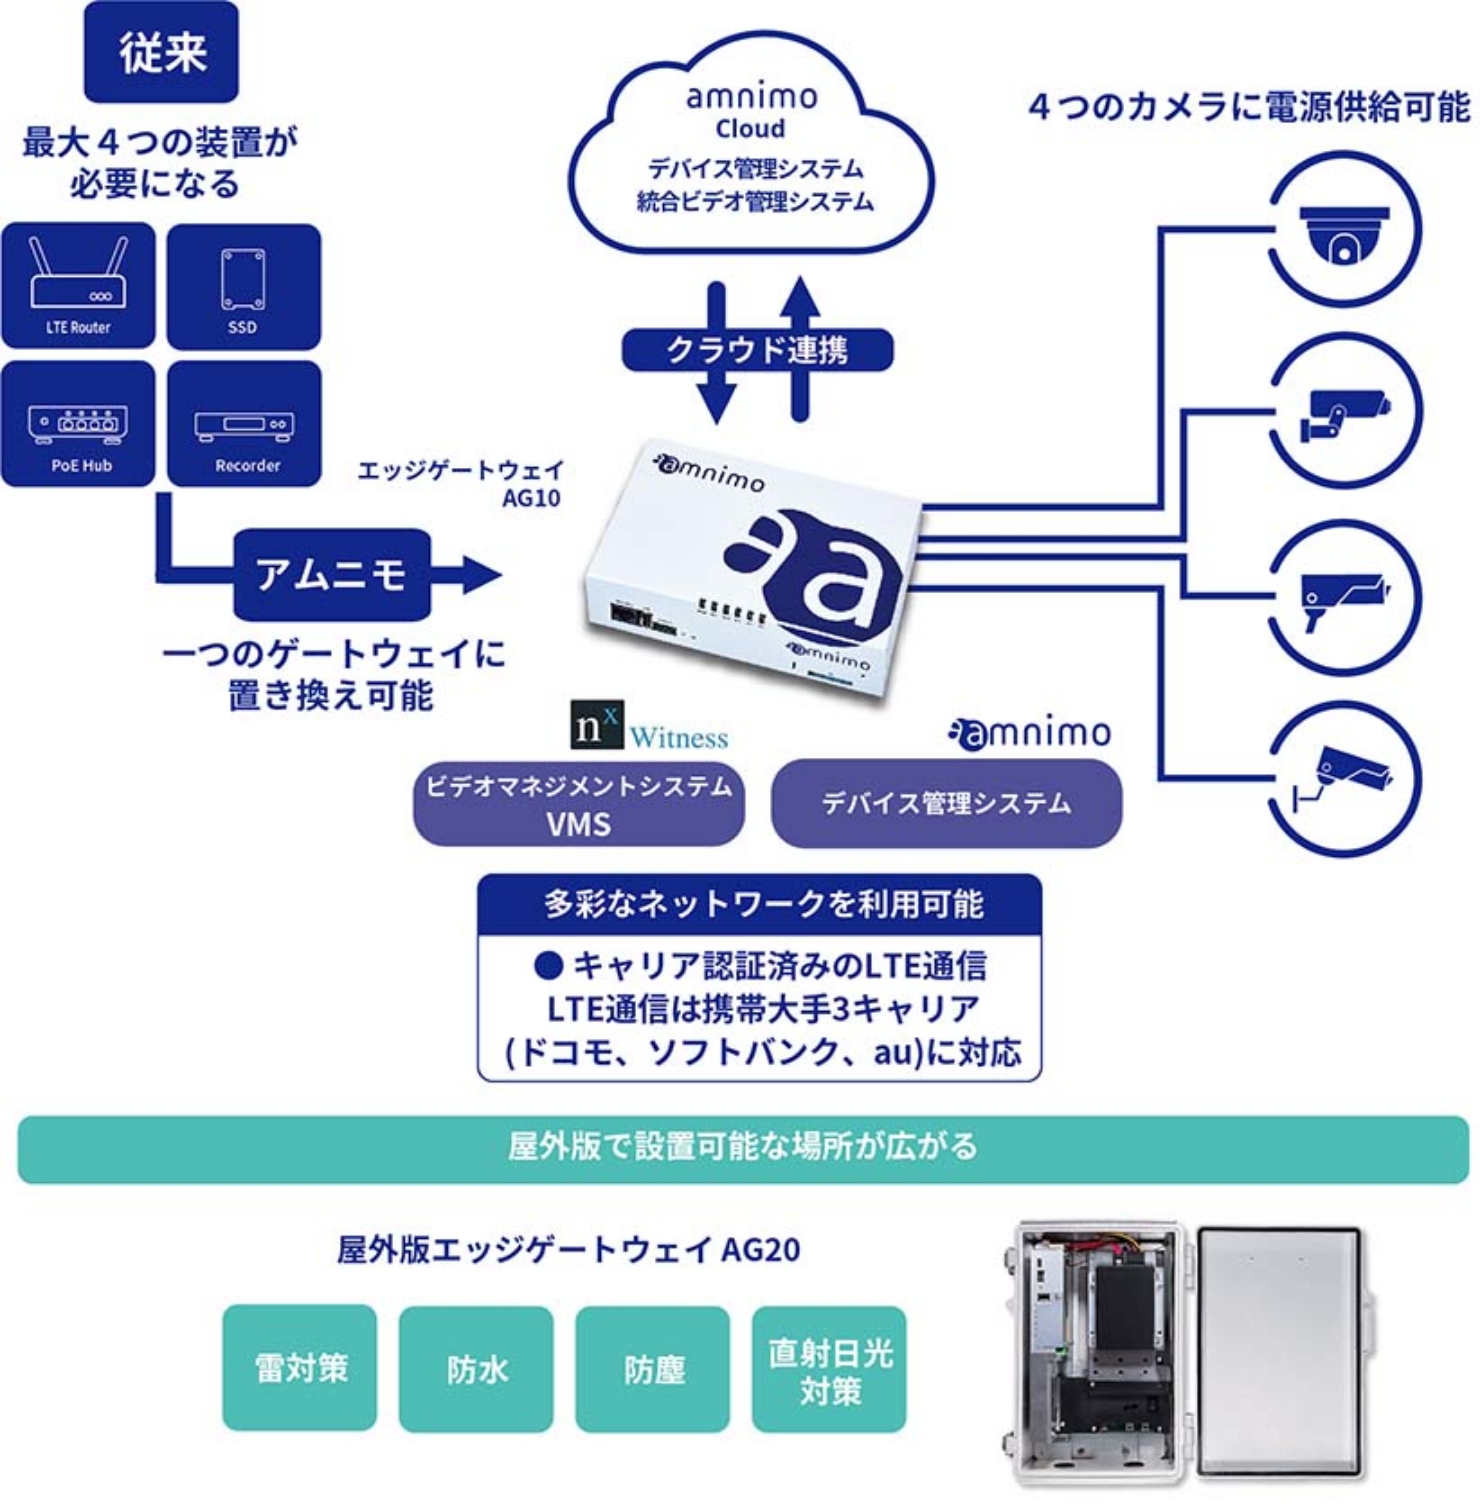 従来
最大４つの装置が
必要になる
LTE Router
SSD
PoE Hub
Recorder
アムニモ
一つのゲートウェイに
置き換え可能
amnimo
Cloud
デバイス管理システム
統合ビデオ管理システム
クラウド連携
エッジゲートウェイ
AG10
amnimo
a
amnimo
４つのカメラに電源供給可能
nx Witness
ビデオマネジメントシステム
VMS
amnimo
デバイス管理システム
多彩なネットワークを利用可能
● キャリア認証済みのLTE通信
LTE通信は携帯大手3キャリア
(ドコモ、ソフトバンク、au)に対応
屋外版で設置可能な場所が広がる
屋外版エッジゲートウェイ AG20
雷対策
防水
防塵
直射日光
対策